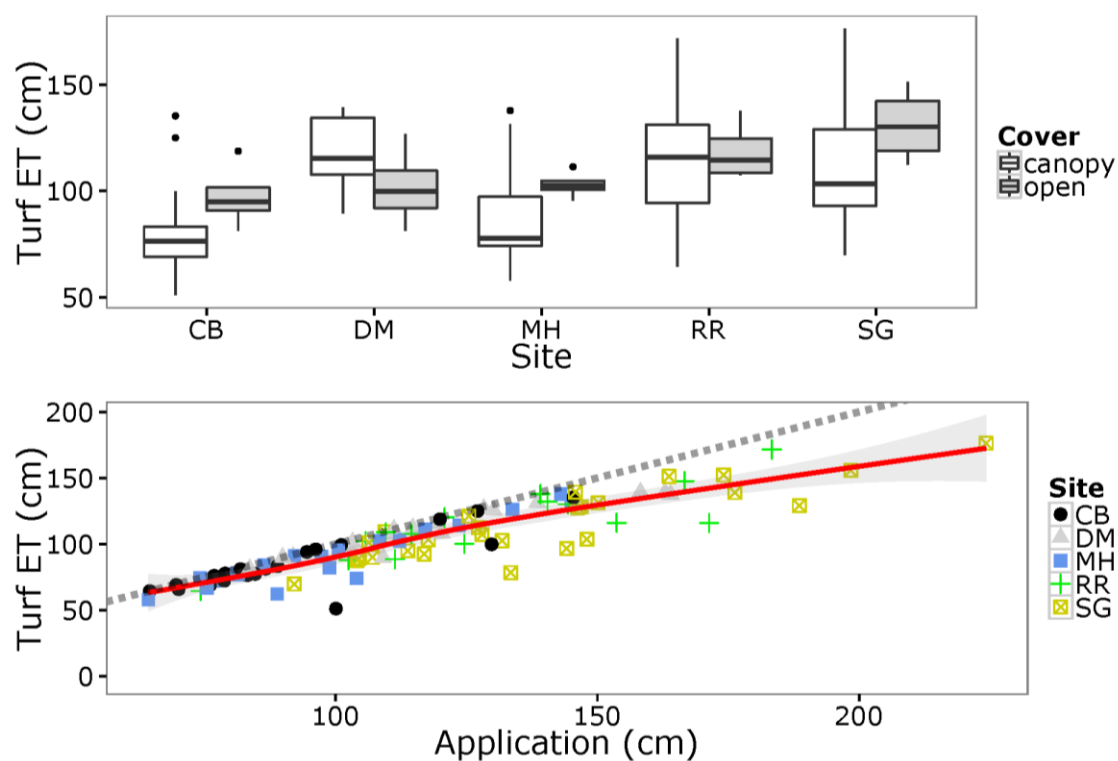 Turf ET (cm)
150
100
50
CB DM MH RR SG
Site
Cover
canopy
open
Turf ET (cm)
200
150
100
50
0
100 150 200
Application (cm)
Site
CB
DM
MH
RR
SG